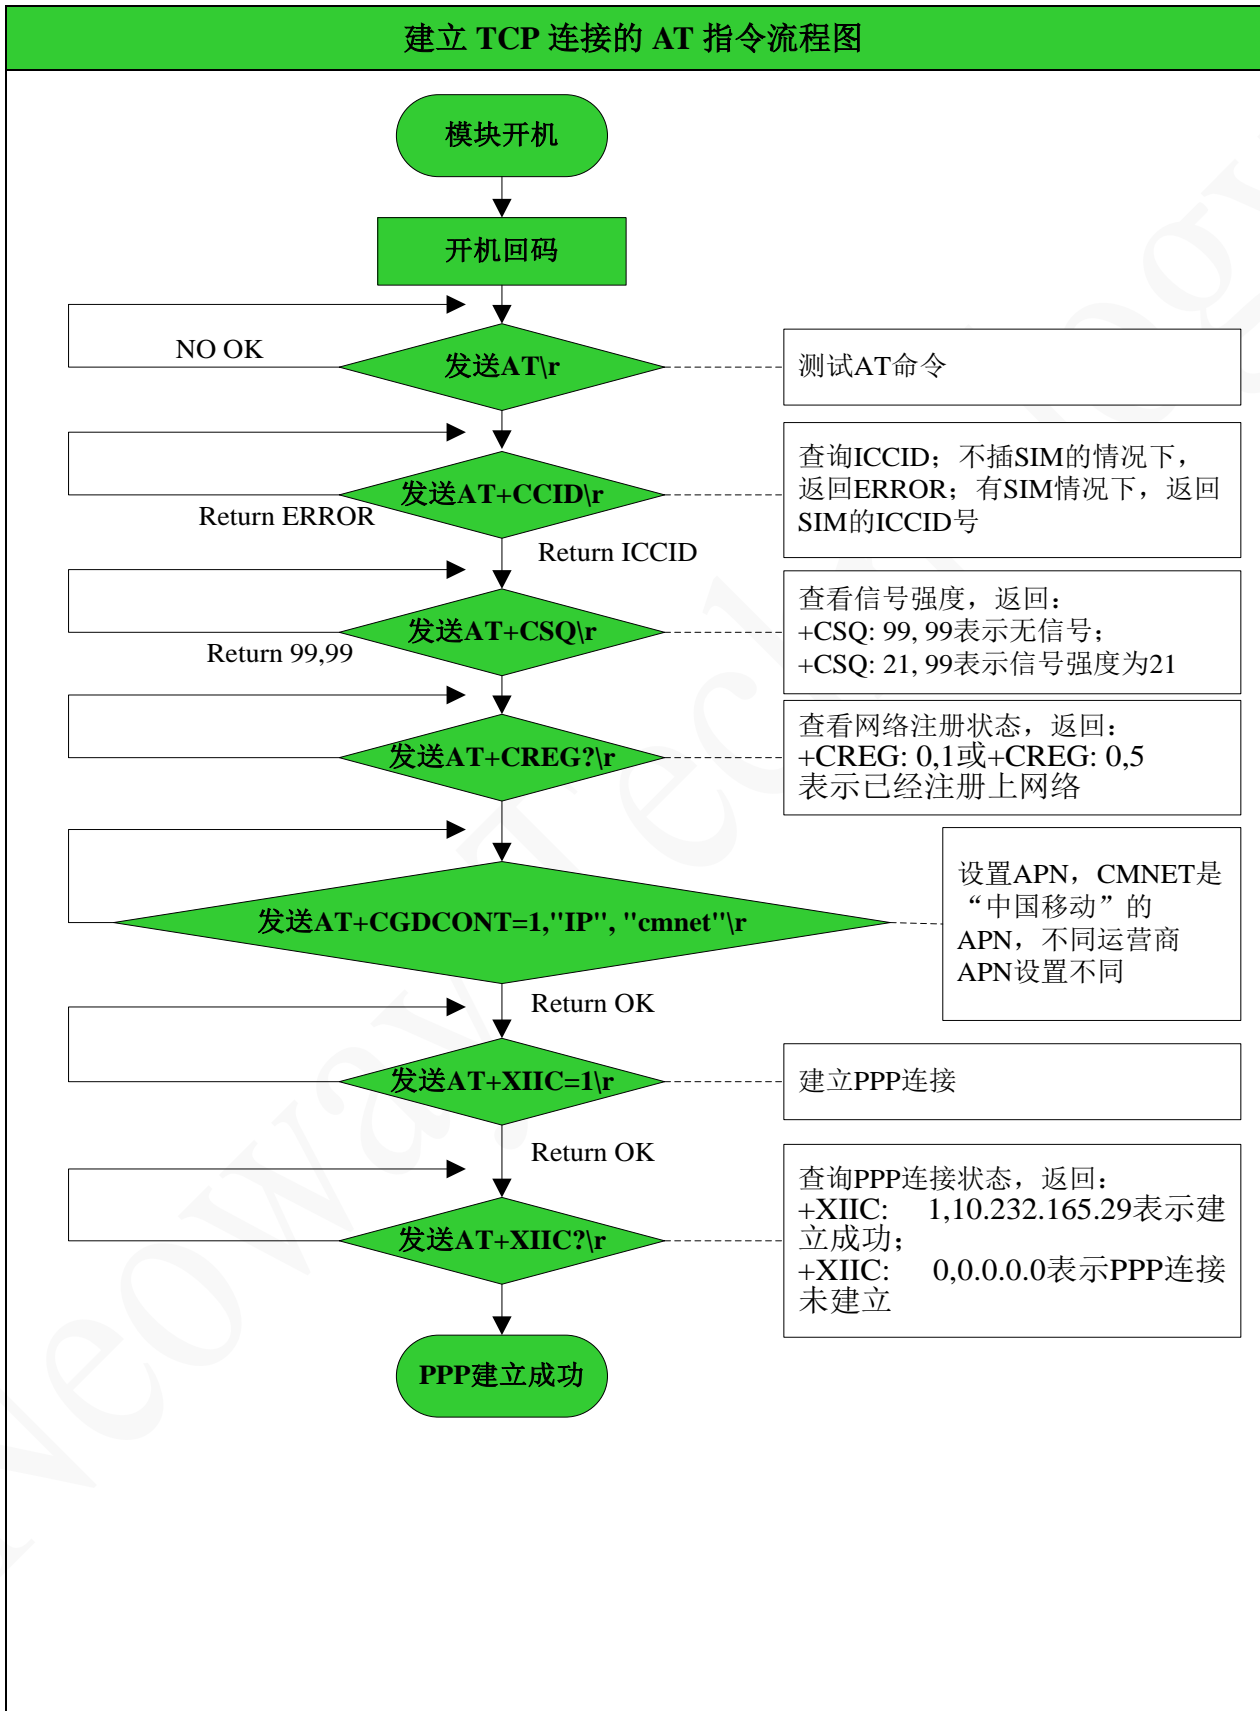 建立 TCP 连接的 AT 指令流程图
模块开机
开机回码
NO OK
发送AT\r
测试AT命令
发送AT+CCID\r
Return ERROR
查询ICCID；不插SIM的情况下，
返回ERROR；有SIM情况下，返回
SIM的ICCID号
Return ICCID
发送AT+CSQ\r
Return 99,99
查看信号强度，返回：
+CSQ: 99, 99表示无信号；
+CSQ: 21, 99表示信号强度为21
发送AT+CREG?\r
查看网络注册状态，返回：
+CREG: 0,1或+CREG: 0,5
表示已经注册上网络
发送AT+CGDCONT=1,"IP", "cmnet"\r
设置APN，CMNET是
“中国移动”的
APN，不同运营商
APN设置不同
Return OK
发送AT+XIIC=1\r
建立PPP连接
Return OK
发送AT+XIIC?\r
查询PPP连接状态，返回：
+XIIC: 1,10.232.165.29表示建
立成功；
+XIIC: 0,0.0.0.0表示PPP连接
未建立
PPP建立成功
Neoway Technology